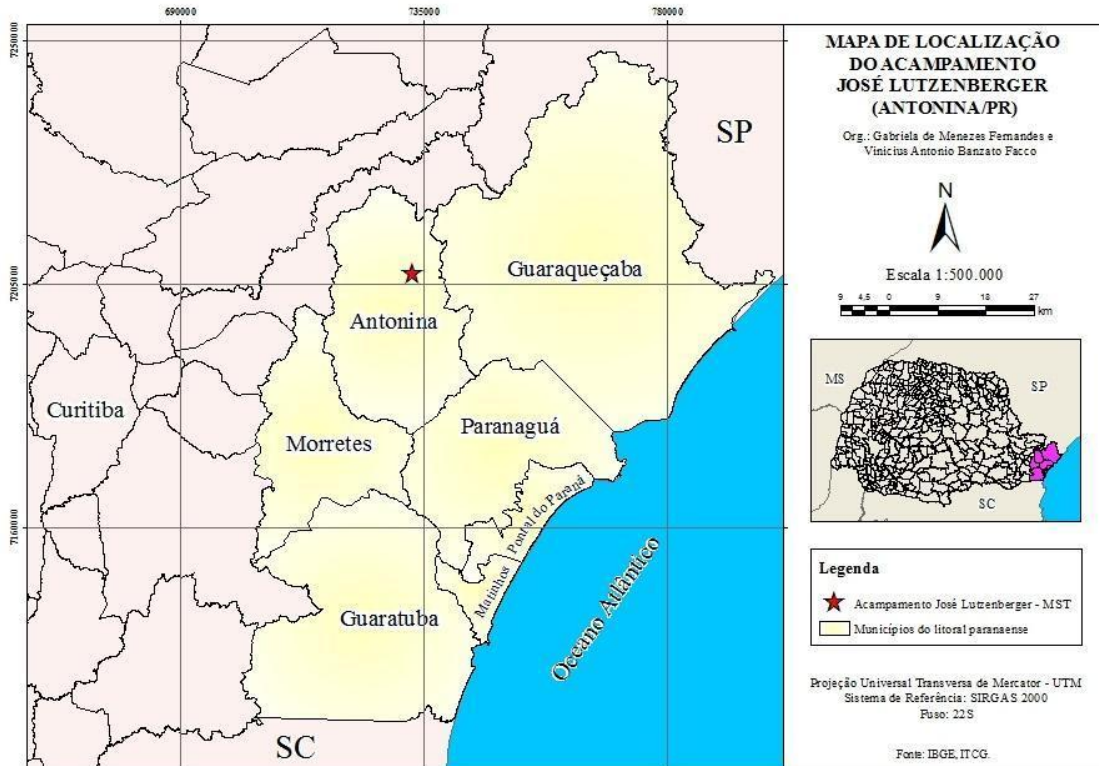 690000
735000
780000
7250000
7205000
7160000
SP
Guaraqueçaba
Antonina
Curitiba
Morretes
Paranaguá
Pontal do Paraná
Matinhos
Guaratuba
Oceano Atlântico
SC
MAPA DE LOCALIZAÇÃO
DO ACAMPAMENTO
JOSÉ LUTZENBERGER
(ANTONINA/PR)
Org.: Gabriela de Menezes Fernandes e
Vinicius Antonio Banzato Facco
N
Escala 1:500.000
9 4,5 0 9 18 27
km
MS
SP
SC
Legenda
Acampamento José Lutzenberger - MST
Municípios do litoral paranaense
Projeção Universal Transversa de Mercator - UTM
Sistema de Referência: SIRGAS 2000
Fuso: 22S
Fonte: IBGE, ITCG.